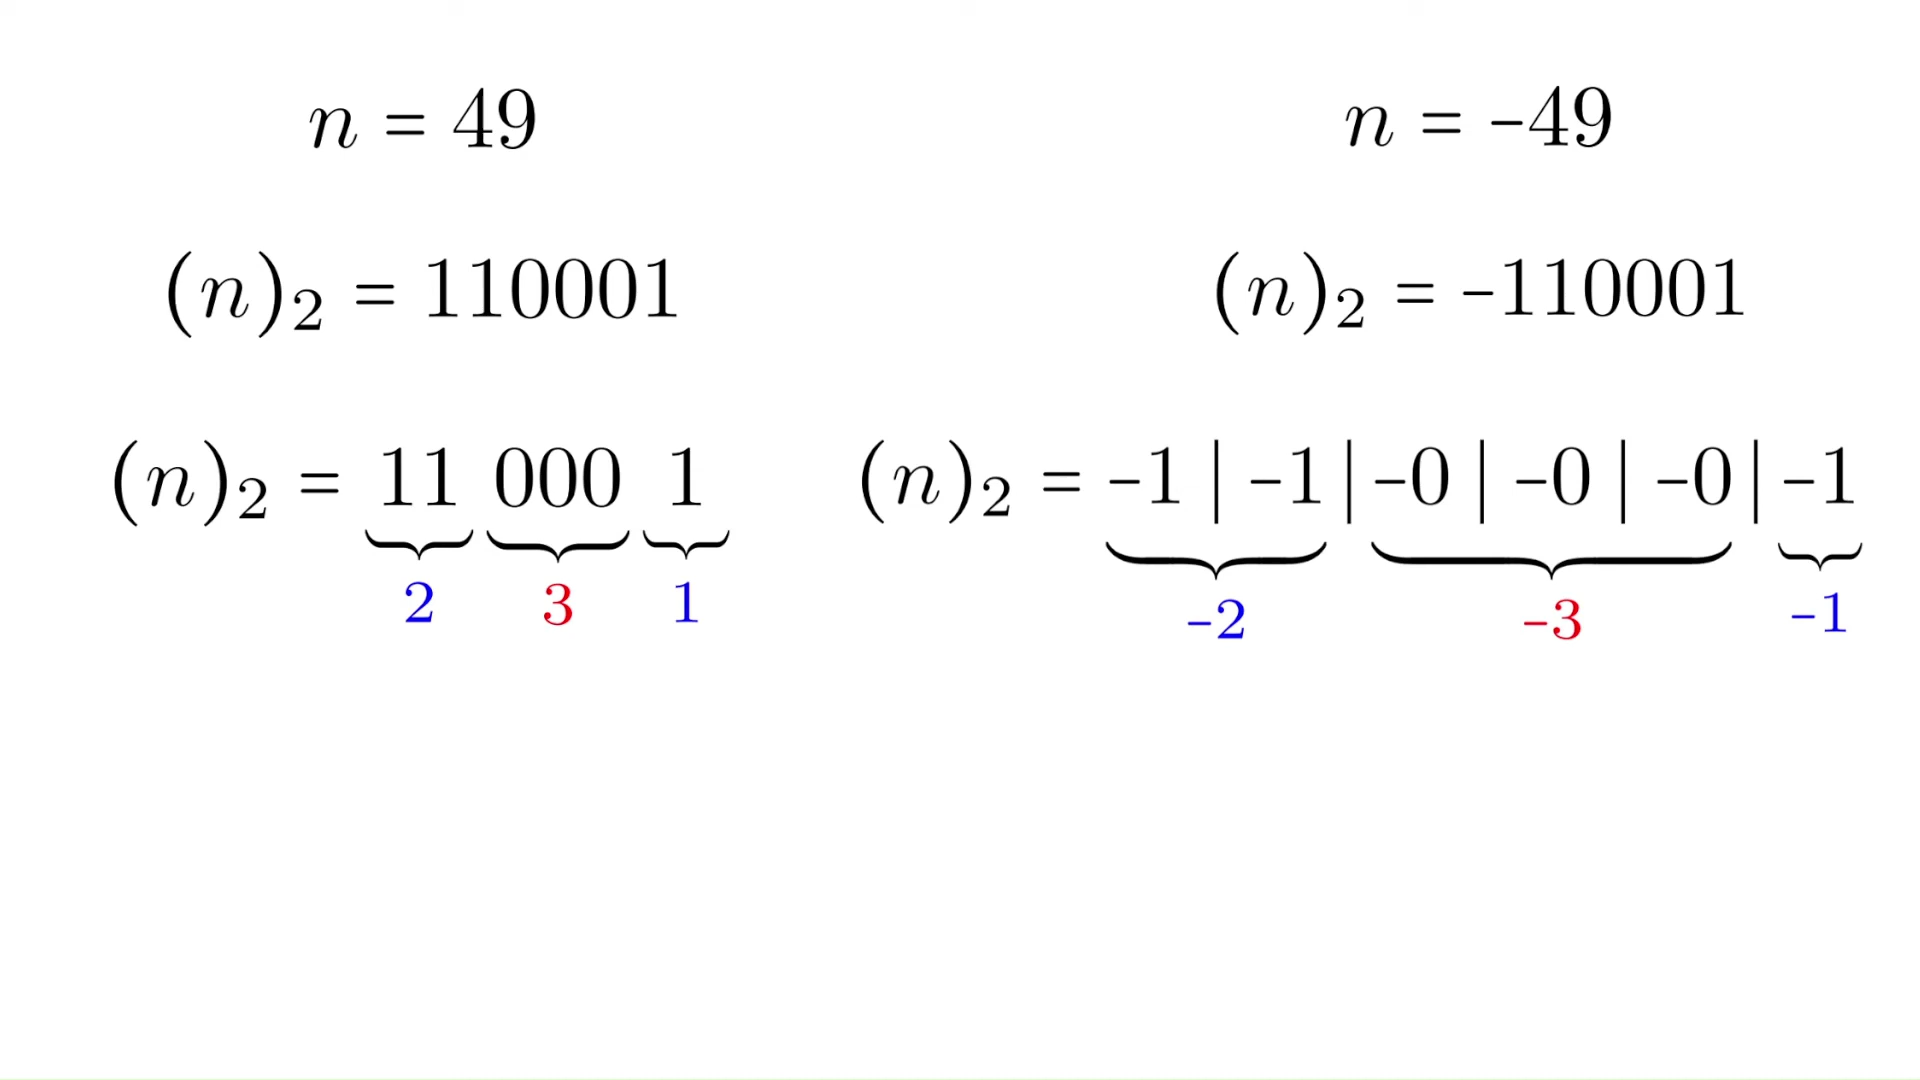 n = 49
(n)₂ = 110001
(n)₂ = 11 000 1
2 3 1
n = -49
(n)₂ = -110001
(n)₂ = -1 | -1 | -0 | -0 | -0 | -1
-2 -3 -1